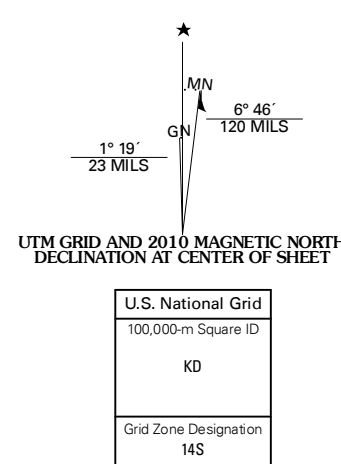 MN
6° 46´
120 MILS
GN
1° 19´
23 MILS
UTM GRID AND 2010 MAGNETIC NORTH
DECLINATION AT CENTER OF SHEET
U.S. National Grid
100,000-m Square ID
KD
Grid Zone Designation
14S